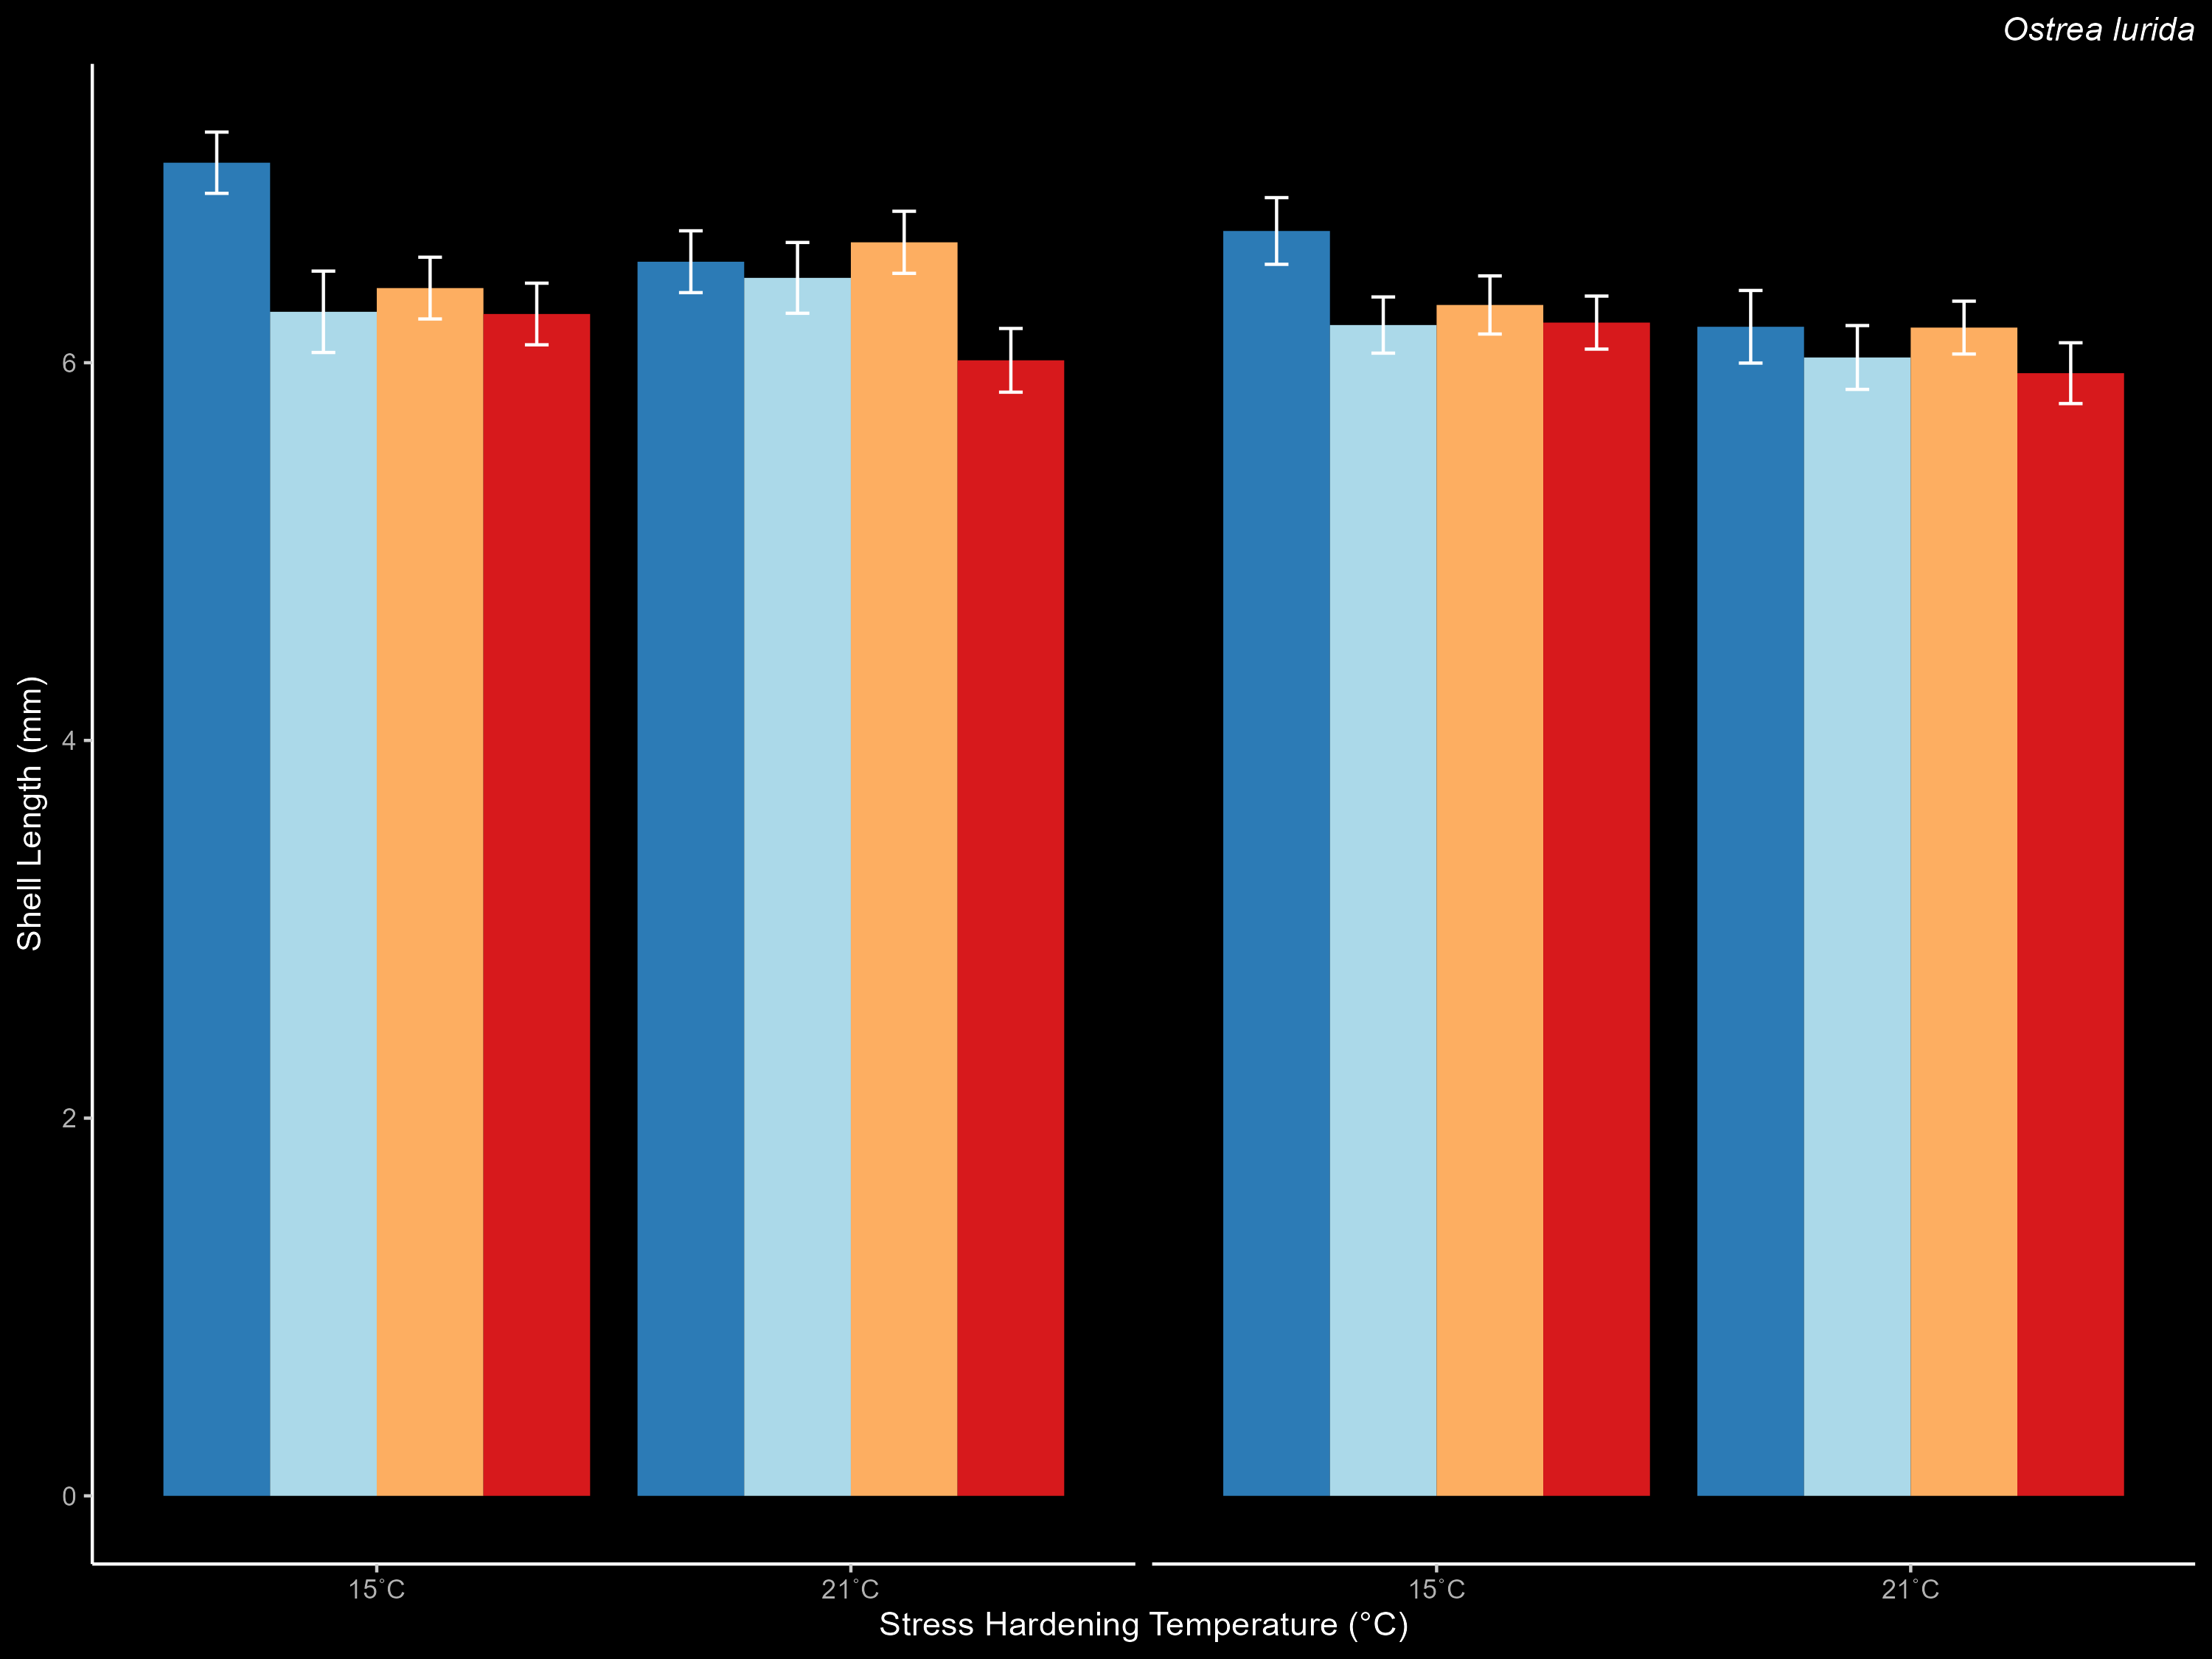 Ostrea lurida
Shell Length (mm)
6
4
2
0
15°C
21°C
15°C
21°C
Stress Hardening Temperature (°C)